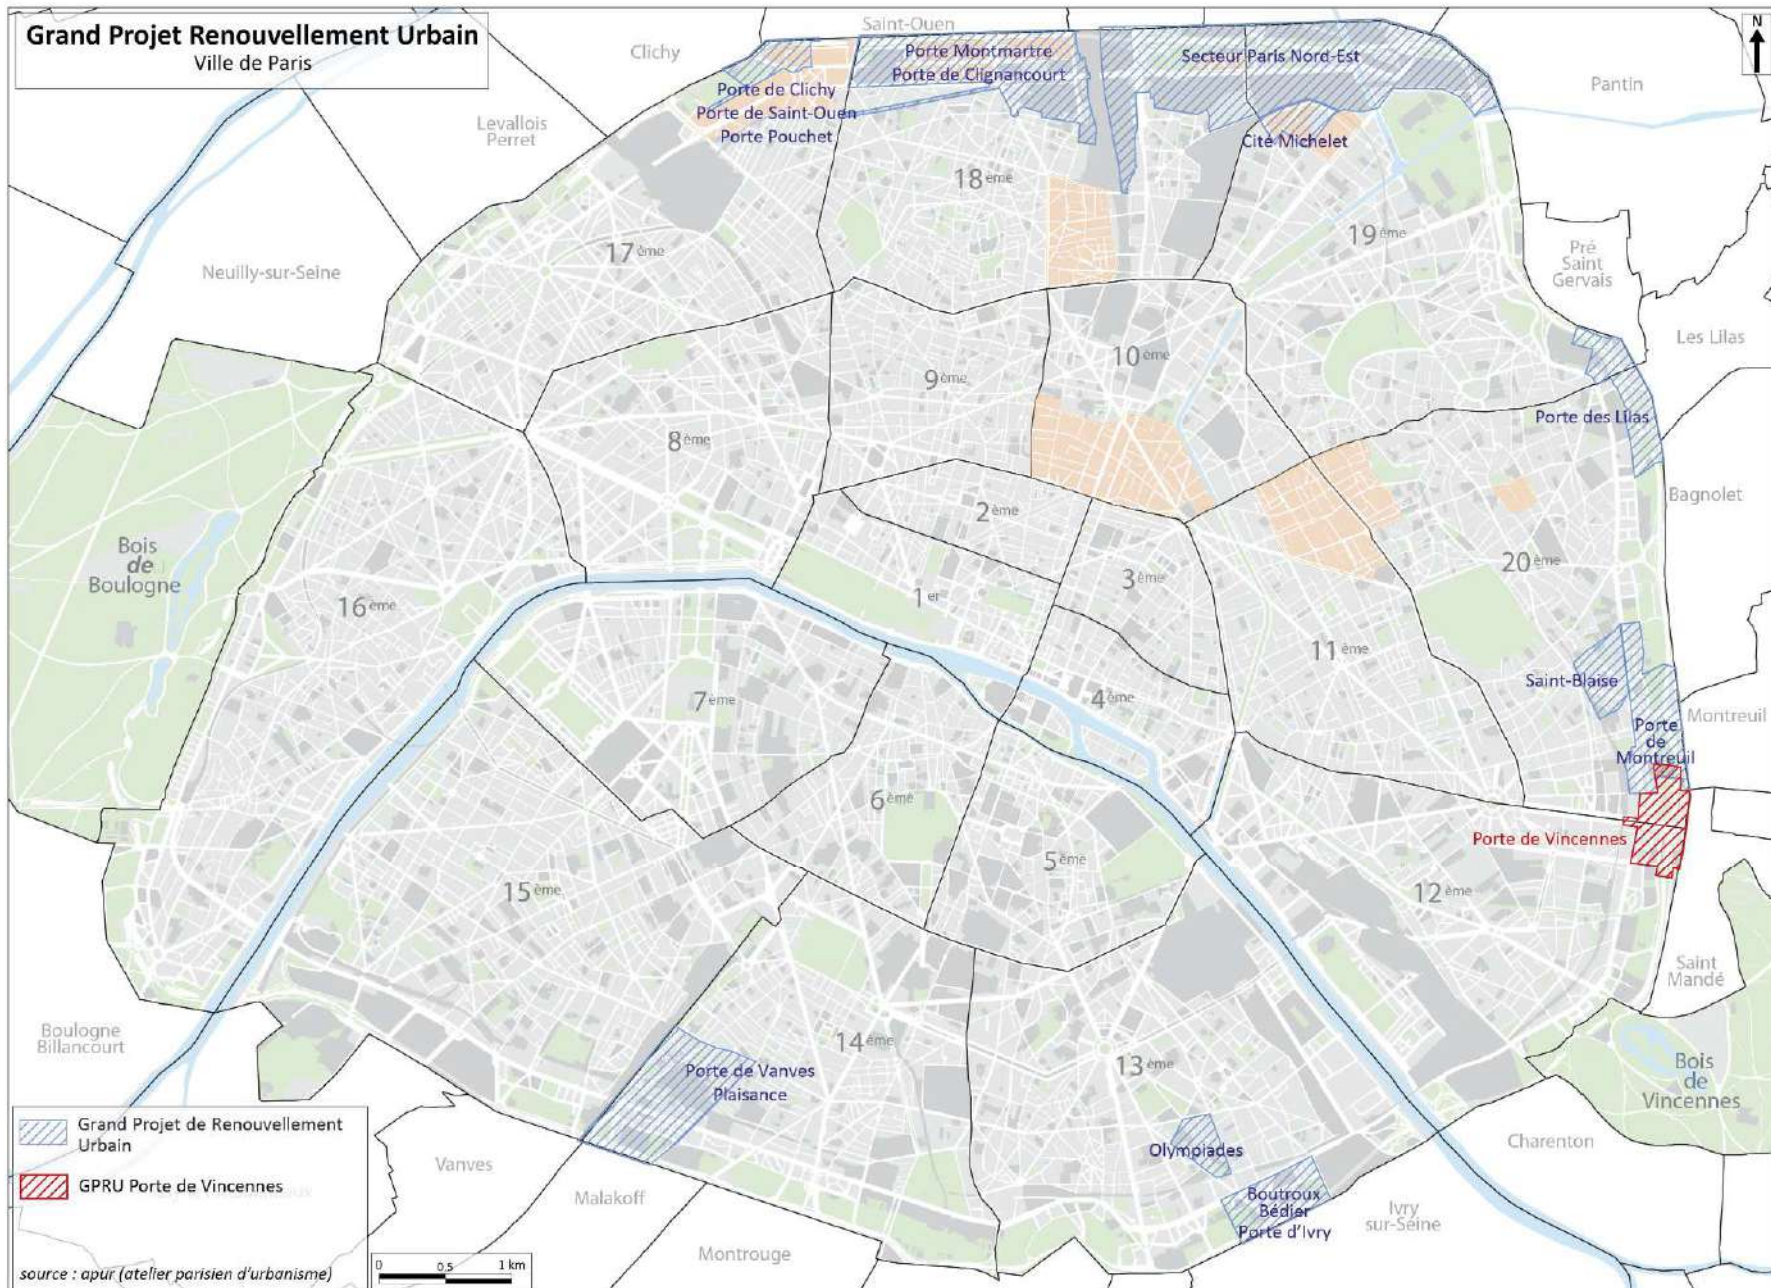 Grand Projet Renouvellement Urbain
Ville de Paris
N
Saint-Ouen
Clichy
Porte Montmartre
Porte de Clignancourt
Secteur Paris Nord-Est
Pantin
Porte de Clichy
Porte de Saint-Ouen
Porte Pouchet
Levallois
Perret
Cité Michelet
18ème
17ème
19ème
Neuilly-sur-Seine
Pré
Saint
Gervais
Les Lilas
10ème
9ème
8ème
Porte des Lilas
Bagnolet
2ème
Bois
de
Boulogne
3ème
20ème
1er
16ème
11ème
Saint-Blaise
7ème
4ème
Montreuil
Porte
de
Montreuil
6ème
Porte de Vincennes
5ème
15ème
12ème
Saint
Mandé
Boulogne
Billancourt
14ème
13ème
Porte de Vanves
Plaisance
Bois
de
Vincennes
Grand Projet de Renouvellement
Urbain
Charenton
Olympiades
Vanves
GPRU Porte de Vincennes
Malakoff
Boutroux
Bédier
Porte d'Ivry
Ivry
sur-Seine
Montrouge
source : apur (atelier parisien d'urbanisme)
0 0,5 1 km